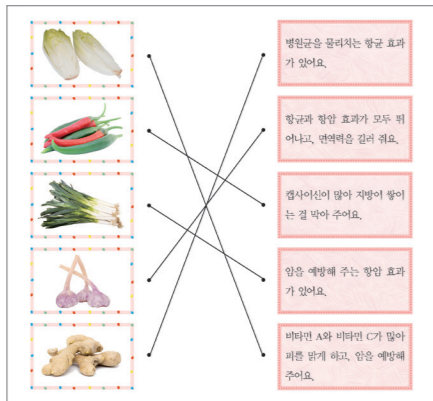 병원균을 물리치는 항균 효과
가 있어요.
항균과 항암 효과가 모두 뛰
어나고, 면역력을 길러 줘요.
캡사이신이 많아 지방이 쌓이
는 걸 막아 주어요.
암을 예방해 주는 항암 효과
가 있어요.
비타민 A와 비타민 C가 많아
피를 맑게 하고, 암을 예방해
주어요.